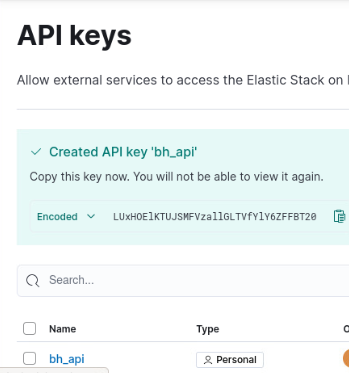 API keys
Allow external services to access the Elastic Stack on
Created API key 'bh_api'
Copy this key now. You will not be able to view it again.
Encoded LUxHOElKTUJSMFVzallGLTVfYlY6ZFFBT20
Search...
Name Type
bh_api Personal